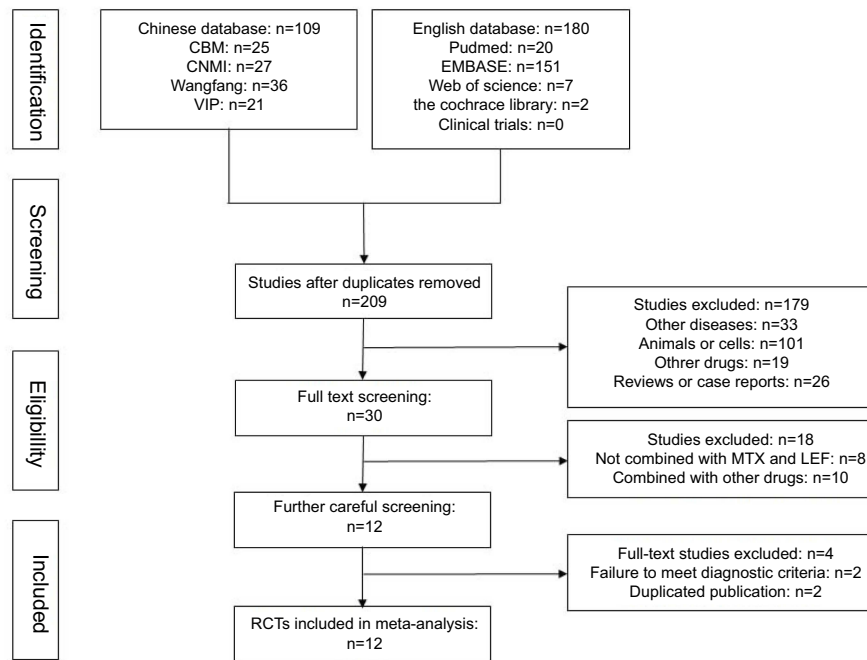 Identification
Chinese database: n=109
CBM: n=25
CNMI: n=27
Wangfang: n=36
VIP: n=21
English database: n=180
Pudmed: n=20
EMBASE: n=151
Web of science: n=7
the cochrace library: n=2
Clinical trials: n=0
Screening
Studies after duplicates removed
n=209
Studies excluded: n=179
Other diseases: n=33
Animals or cells: n=101
Othrer drugs: n=19
Reviews or case reports: n=26
Eligibillity
Full text screening:
n=30
Studies excluded: n=18
Not combined with MTX and LEF: n=8
Combined with other drugs: n=10
Further careful screening:
n=12
Included
Full-text studies excluded: n=4
Failure to meet diagnostic criteria: n=2
Duplicated publication: n=2
RCTs included in meta-analysis:
n=12